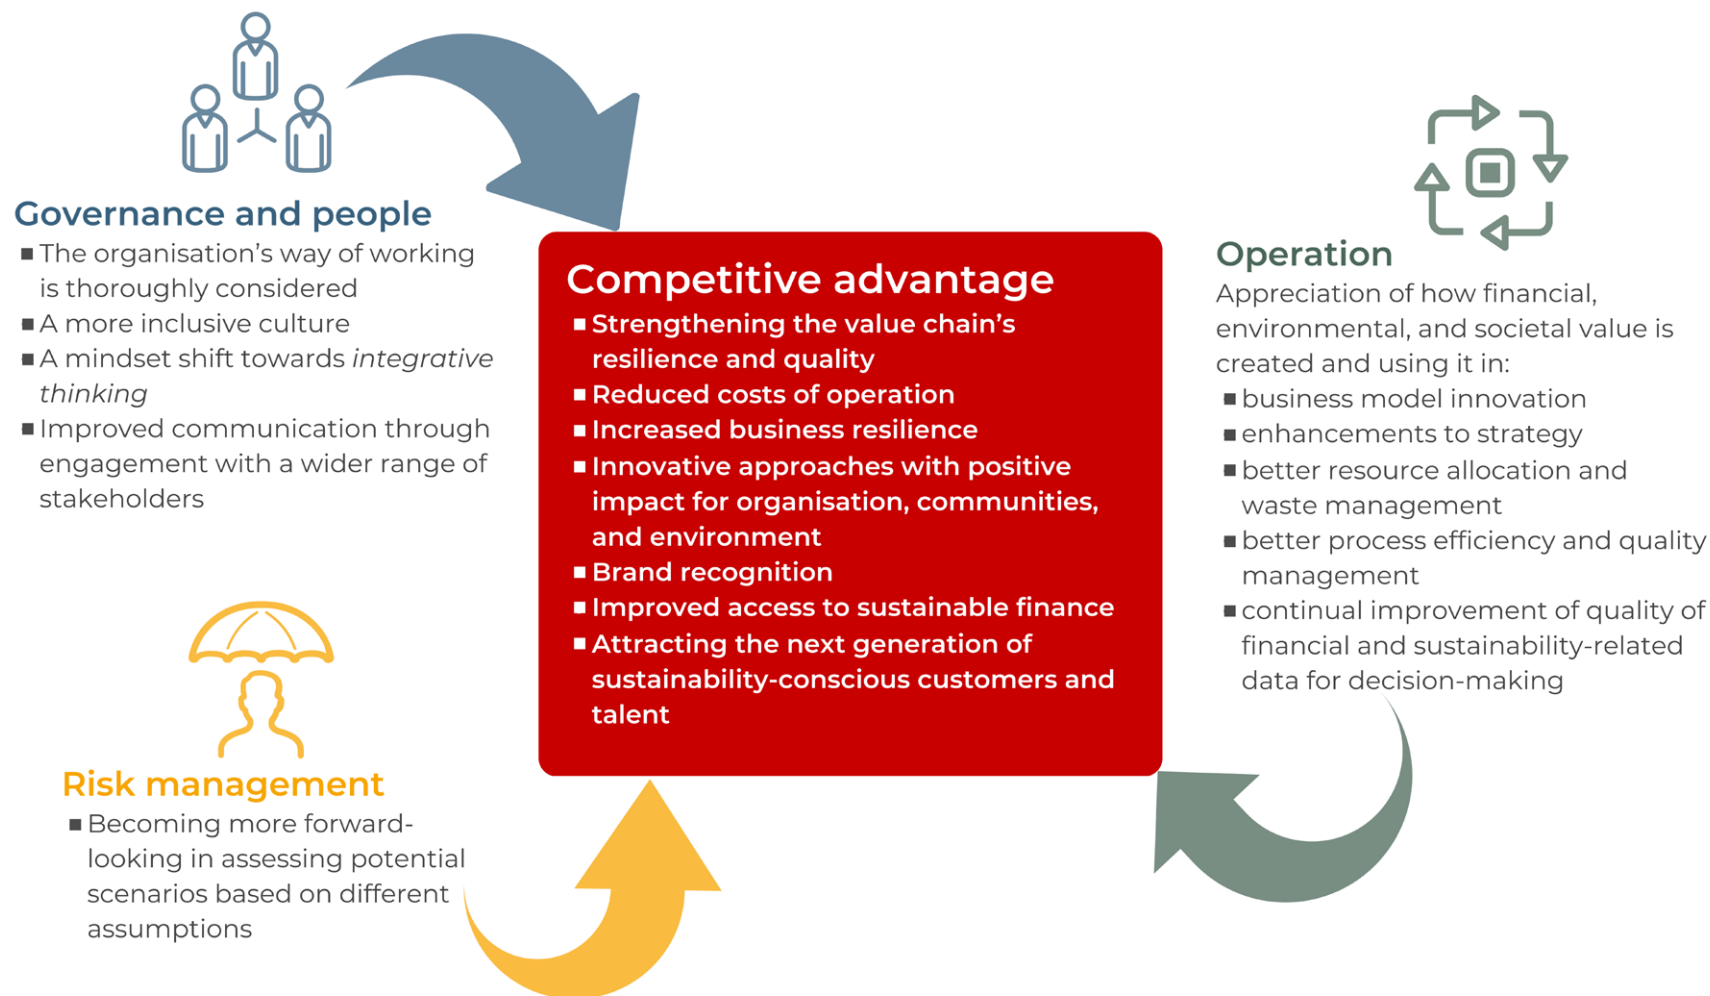 Governance and people
■ The organisation’s way of working
is thoroughly considered
■ A more inclusive culture
■ A mindset shift towards integrative
thinking
■ Improved communication through
engagement with a wider range of
stakeholders
Risk management
■ Becoming more forward-
looking in assessing potential
scenarios based on different
assumptions
Competitive advantage
■ Strengthening the value chain’s
resilience and quality
■ Reduced costs of operation
■ Increased business resilience
■ Innovative approaches with positive
impact for organisation, communities,
and environment
■ Brand recognition
■ Improved access to sustainable finance
■ Attracting the next generation of
sustainability-conscious customers and
talent
Operation
Appreciation of how financial,
environmental, and societal value is
created and using it in:
■ business model innovation
■ enhancements to strategy
■ better resource allocation and
waste management
■ better process efficiency and quality
management
■ continual improvement of quality of
financial and sustainability-related
data for decision-making